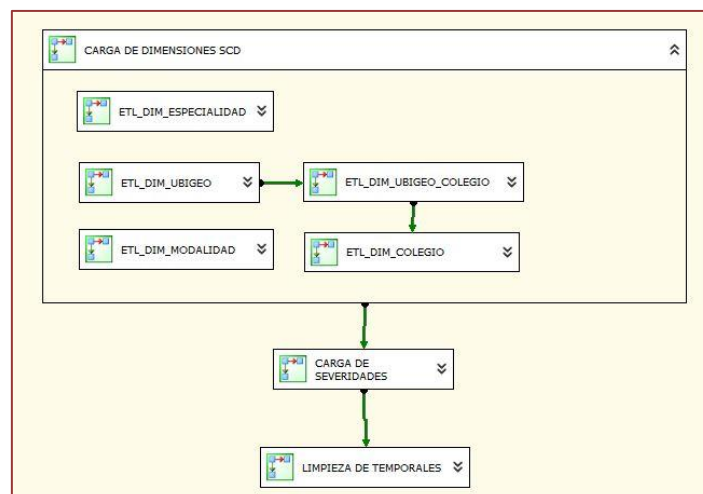 CARGA DE DIMENSIONES SCD
ETL_DIM_ESPECIALIDAD
ETL_DIM_UBIGEO
ETL_DIM_UBIGEO_COLEGIO
ETL_DIM_MODALIDAD
ETL_DIM_COLEGIO
CARGA DE
SEVERIDADES
LIMPIEZA DE TEMPORALES